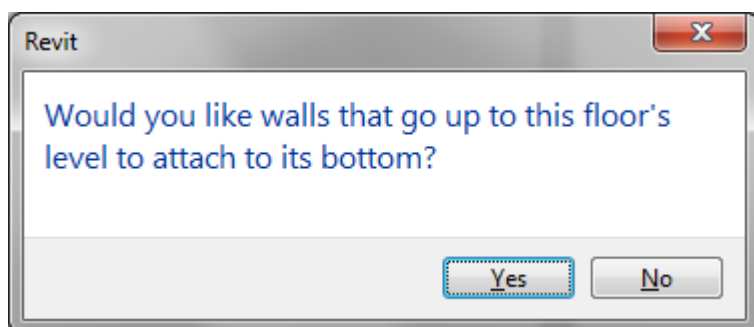 Revit
Would you like walls that go up to this floor's
level to attach to its bottom?
Yes No